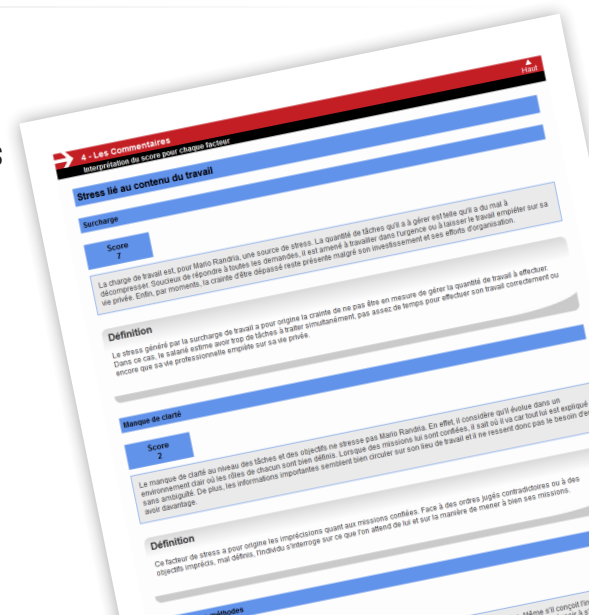 s
Haut
4 - Les Commentaires
Interprétation du score pour chaque facteur
Stress lié au contenu du travail
Surcharge
Score
7
La charge de travail est, pour Mario Randria, une source de stress. La quantité de tâches qu'il a à gérer est telle qu'il a du mal à
décompresser. Soucieux de répondre à toutes les demandes, il est amené à travailler dans l'urgence ou à laisser le travail empiéter sur sa
vie privée. Enfin, par moments, la crainte d'être dépassé reste présente malgré son investissement et ses efforts d'organisation.
Définition
Le stress généré par la surcharge de travail a pour origine la crainte de ne pas être en mesure de gérer la quantité de travail à effectuer.
Dans ce cas, le salarié estime avoir trop de tâches à traiter simultanément, pas assez de temps pour effectuer son travail correctement ou
encore que sa vie professionnelle empiète sur sa vie privée.
Manque de clarté
Score
2
Le manque de clarté au niveau des tâches et des objectifs ne stresse pas Mario Randria. En effet, il considère qu'il évolue dans un
environnement clair où les rôles de chacun sont bien définis. Lorsque des missions lui sont confiées, il sait où il va car tout lui est expliqué
sans ambiguïté. De plus, les informations importantes semblent bien circuler sur son lieu de travail et il ne ressent donc pas le besoin d'en
avoir davantage.
Définition
Ce facteur de stress a pour origine les imprécisions quant aux missions confiées. Face à des ordres jugés contradictoires ou à des
objectifs imprécis, mal définis, l'individu s'interroge sur ce que l'on attend de lui et sur la manière de mener à bien ses missions.
méthodes
Même s'il conçoit